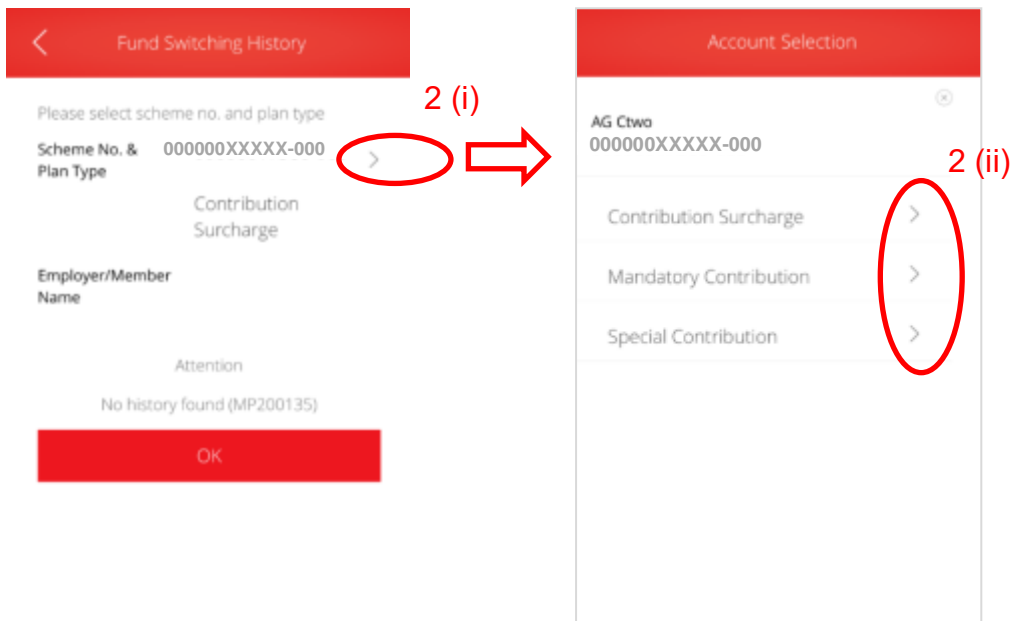 Fund Switching History
Please select scheme no. and plan type
Scheme No. & 000000XXXXX-000
Plan Type
Contribution
Surcharge
Employer/Member
Name
Attention
No history found (MP200135)
OK
2 (i)
Account Selection
AG Ctwo
000000XXXXX-000
2 (ii)
Contribution Surcharge
Mandatory Contribution
Special Contribution